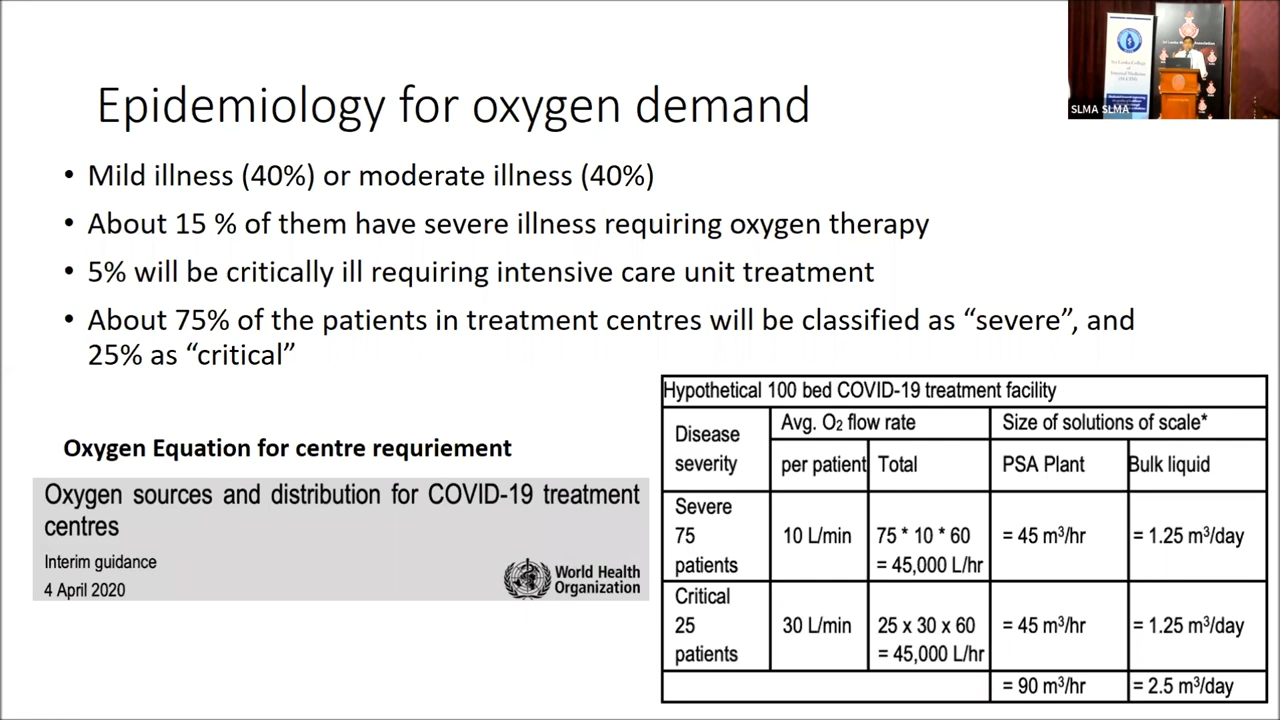 Epidemiology for oxygen demand
• Mild illness (40%) or moderate illness (40%)
• About 15 % of them have severe illness requiring oxygen therapy
• 5% will be critically ill requiring intensive care unit treatment
• About 75% of the patients in treatment centres will be classified as “severe”, and
25% as “critical”
Oxygen Equation for centre requriement
Oxygen sources and distribution for COVID-19 treatment
centres
Interim guidance
4 April 2020
World Health
Organization
Hypothetical 100 bed COVID-19 treatment facility
Disease
severity
Avg. O₂ flow rate
Size of solutions of scale*
per patient
Total
PSA Plant
Bulk liquid
Severe
75
patients
10 L/min
75 * 10 * 60
= 45,000 L/hr
= 45 m³/hr
= 1.25 m³/day
Critical
25
patients
30 L/min
25 x 30 x 60
= 45,000 L/hr
= 45 m³/hr
= 1.25 m³/day
= 90 m³/hr
= 2.5 m³/day
SLMA SLMA